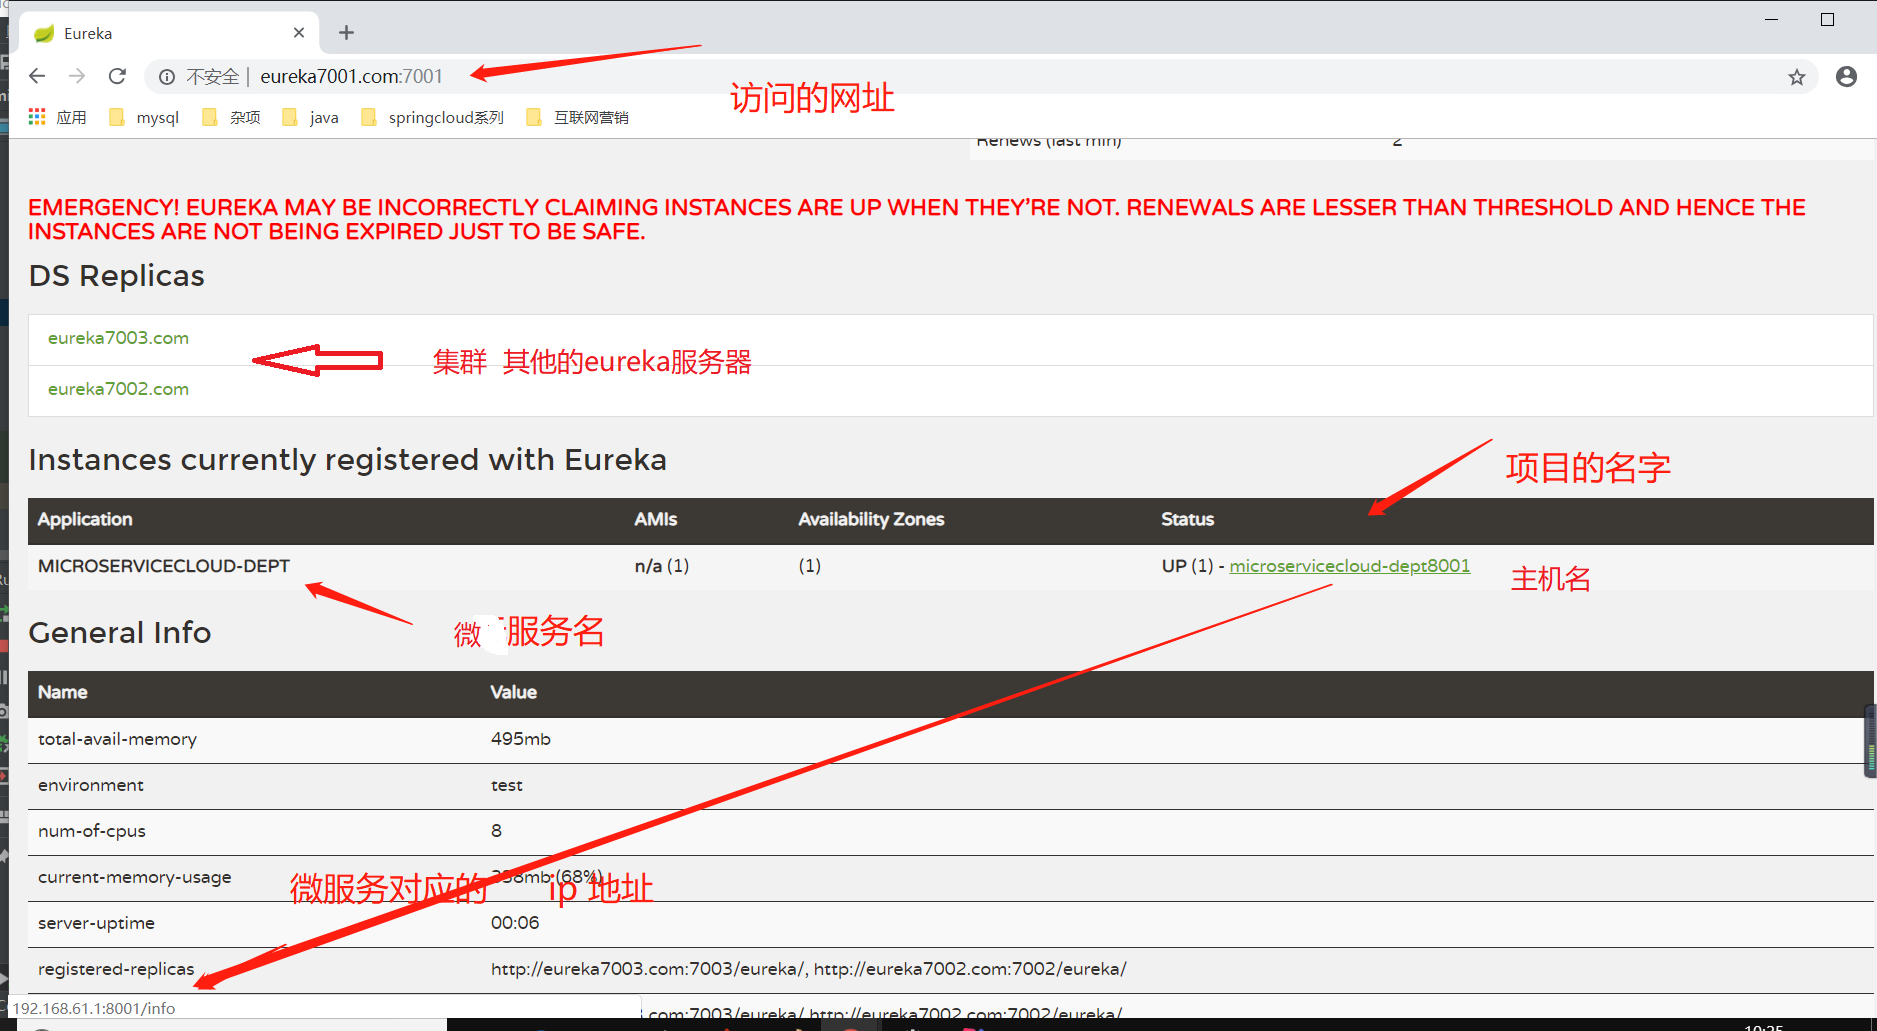 Eureka
不安全 | eureka7001.com:7001
访问的网址
应用 mysql 杂项 java springcloud系列 互联网营销
Renews (last min) 2
EMERGENCY! EUREKA MAY BE INCORRECTLY CLAIMING INSTANCES ARE UP WHEN THEY'RE NOT. RENEWALS ARE LESSER THAN THRESHOLD AND HENCE THE
INSTANCES ARE NOT BEING EXPIRED JUST TO BE SAFE.
DS Replicas
eureka7003.com
集群 其他的eureka服务器
eureka7002.com
Instances currently registered with Eureka
项目的名字
Application AMIs Availability Zones Status
MICROSERVICECLOUD-DEPT n/a (1) (1) UP (1) - microservicecloud-dept8001
主机名
General Info
微 服务名
Name Value
total-avail-memory 495mb
environment test
num-of-cpus 8
current-memory-usage 338mb (68%)
微服务对应的 ip 地址
server-uptime 00:06
registered-replicas http://eureka7003.com:7003/eureka/, http://eureka7002.com:7002/eureka/
192.168.61.1:8001/info
.com:7003/eureka/, http://eureka7002.com:7002/eureka/
10:25